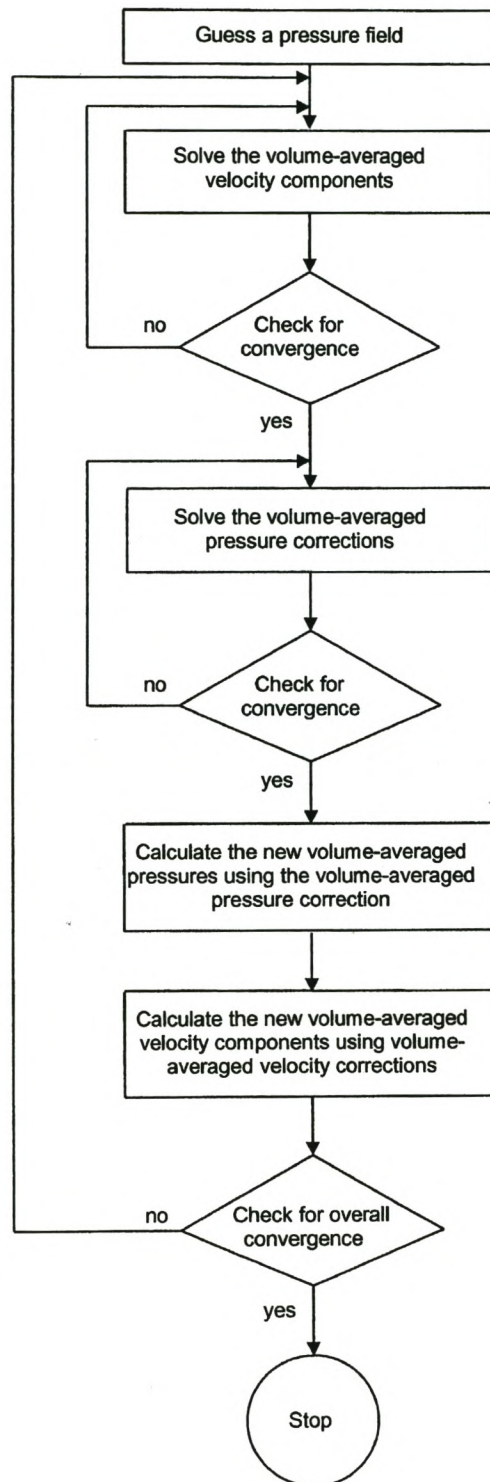 Guess a pressure field
Solve the volume-averaged
velocity components
no
Check for
convergence
yes
Solve the volume-averaged
pressure corrections
no
Check for
convergence
yes
Calculate the new volume-averaged
pressures using the volume-averaged
pressure correction
Calculate the new volume-averaged
velocity components using volume-
averaged velocity corrections
no
Check for overall
convergence
yes
Stop